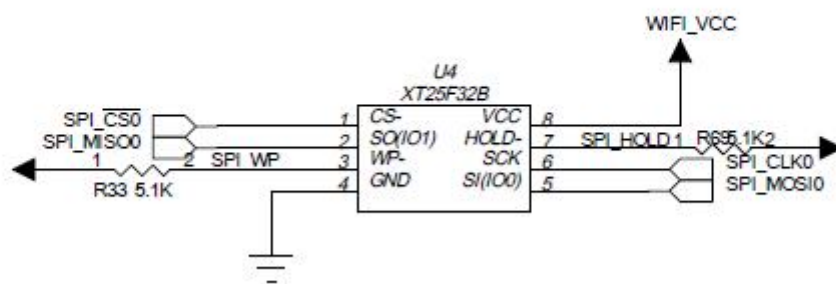 WIFI_VCC
U4
XT25F32B
SPI_CS0 1 CS- VCC 8
SPI_MISO0 2 SO(IO1) HOLD- 7 SPI_HOLD 1 R69 5.1K 2
1 2 SPI_WP 3 WP- SCK 6 SPI_CLK0
R33 5.1K 4 GND SI(IO0) 5 SPI_MOSI0